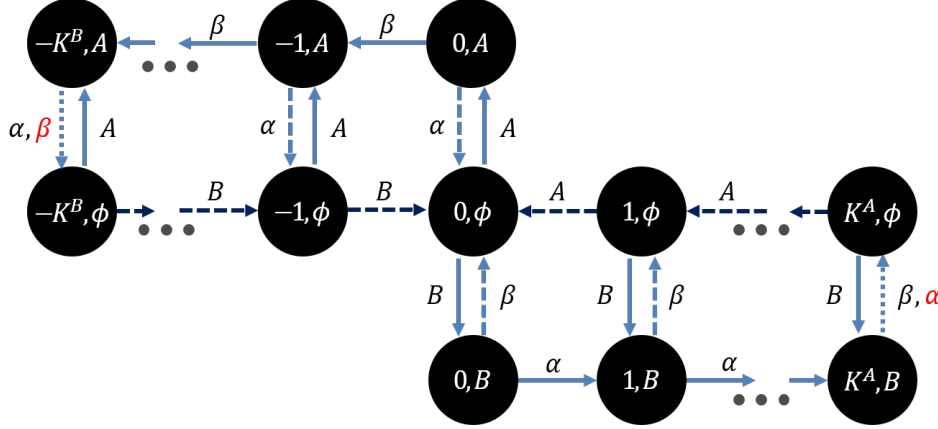 β β
−K^B, A −1, A 0, A
α, β A α A α A
B B A A
−K^B, ϕ −1, ϕ 0, ϕ 1, ϕ K^A, ϕ
B β B β B β, α
α α
0, B 1, B K^A, B